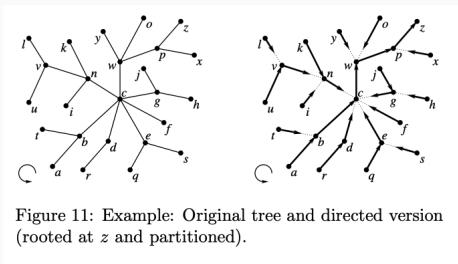 o o
l k y z l k y z
v w p x v w p x
n j n j
c c
u i g h u i g h
f f
t b d e t b d e
s s
a r q a r q
Figure 11: Example: Original tree and directed version
(rooted at z and partitioned).